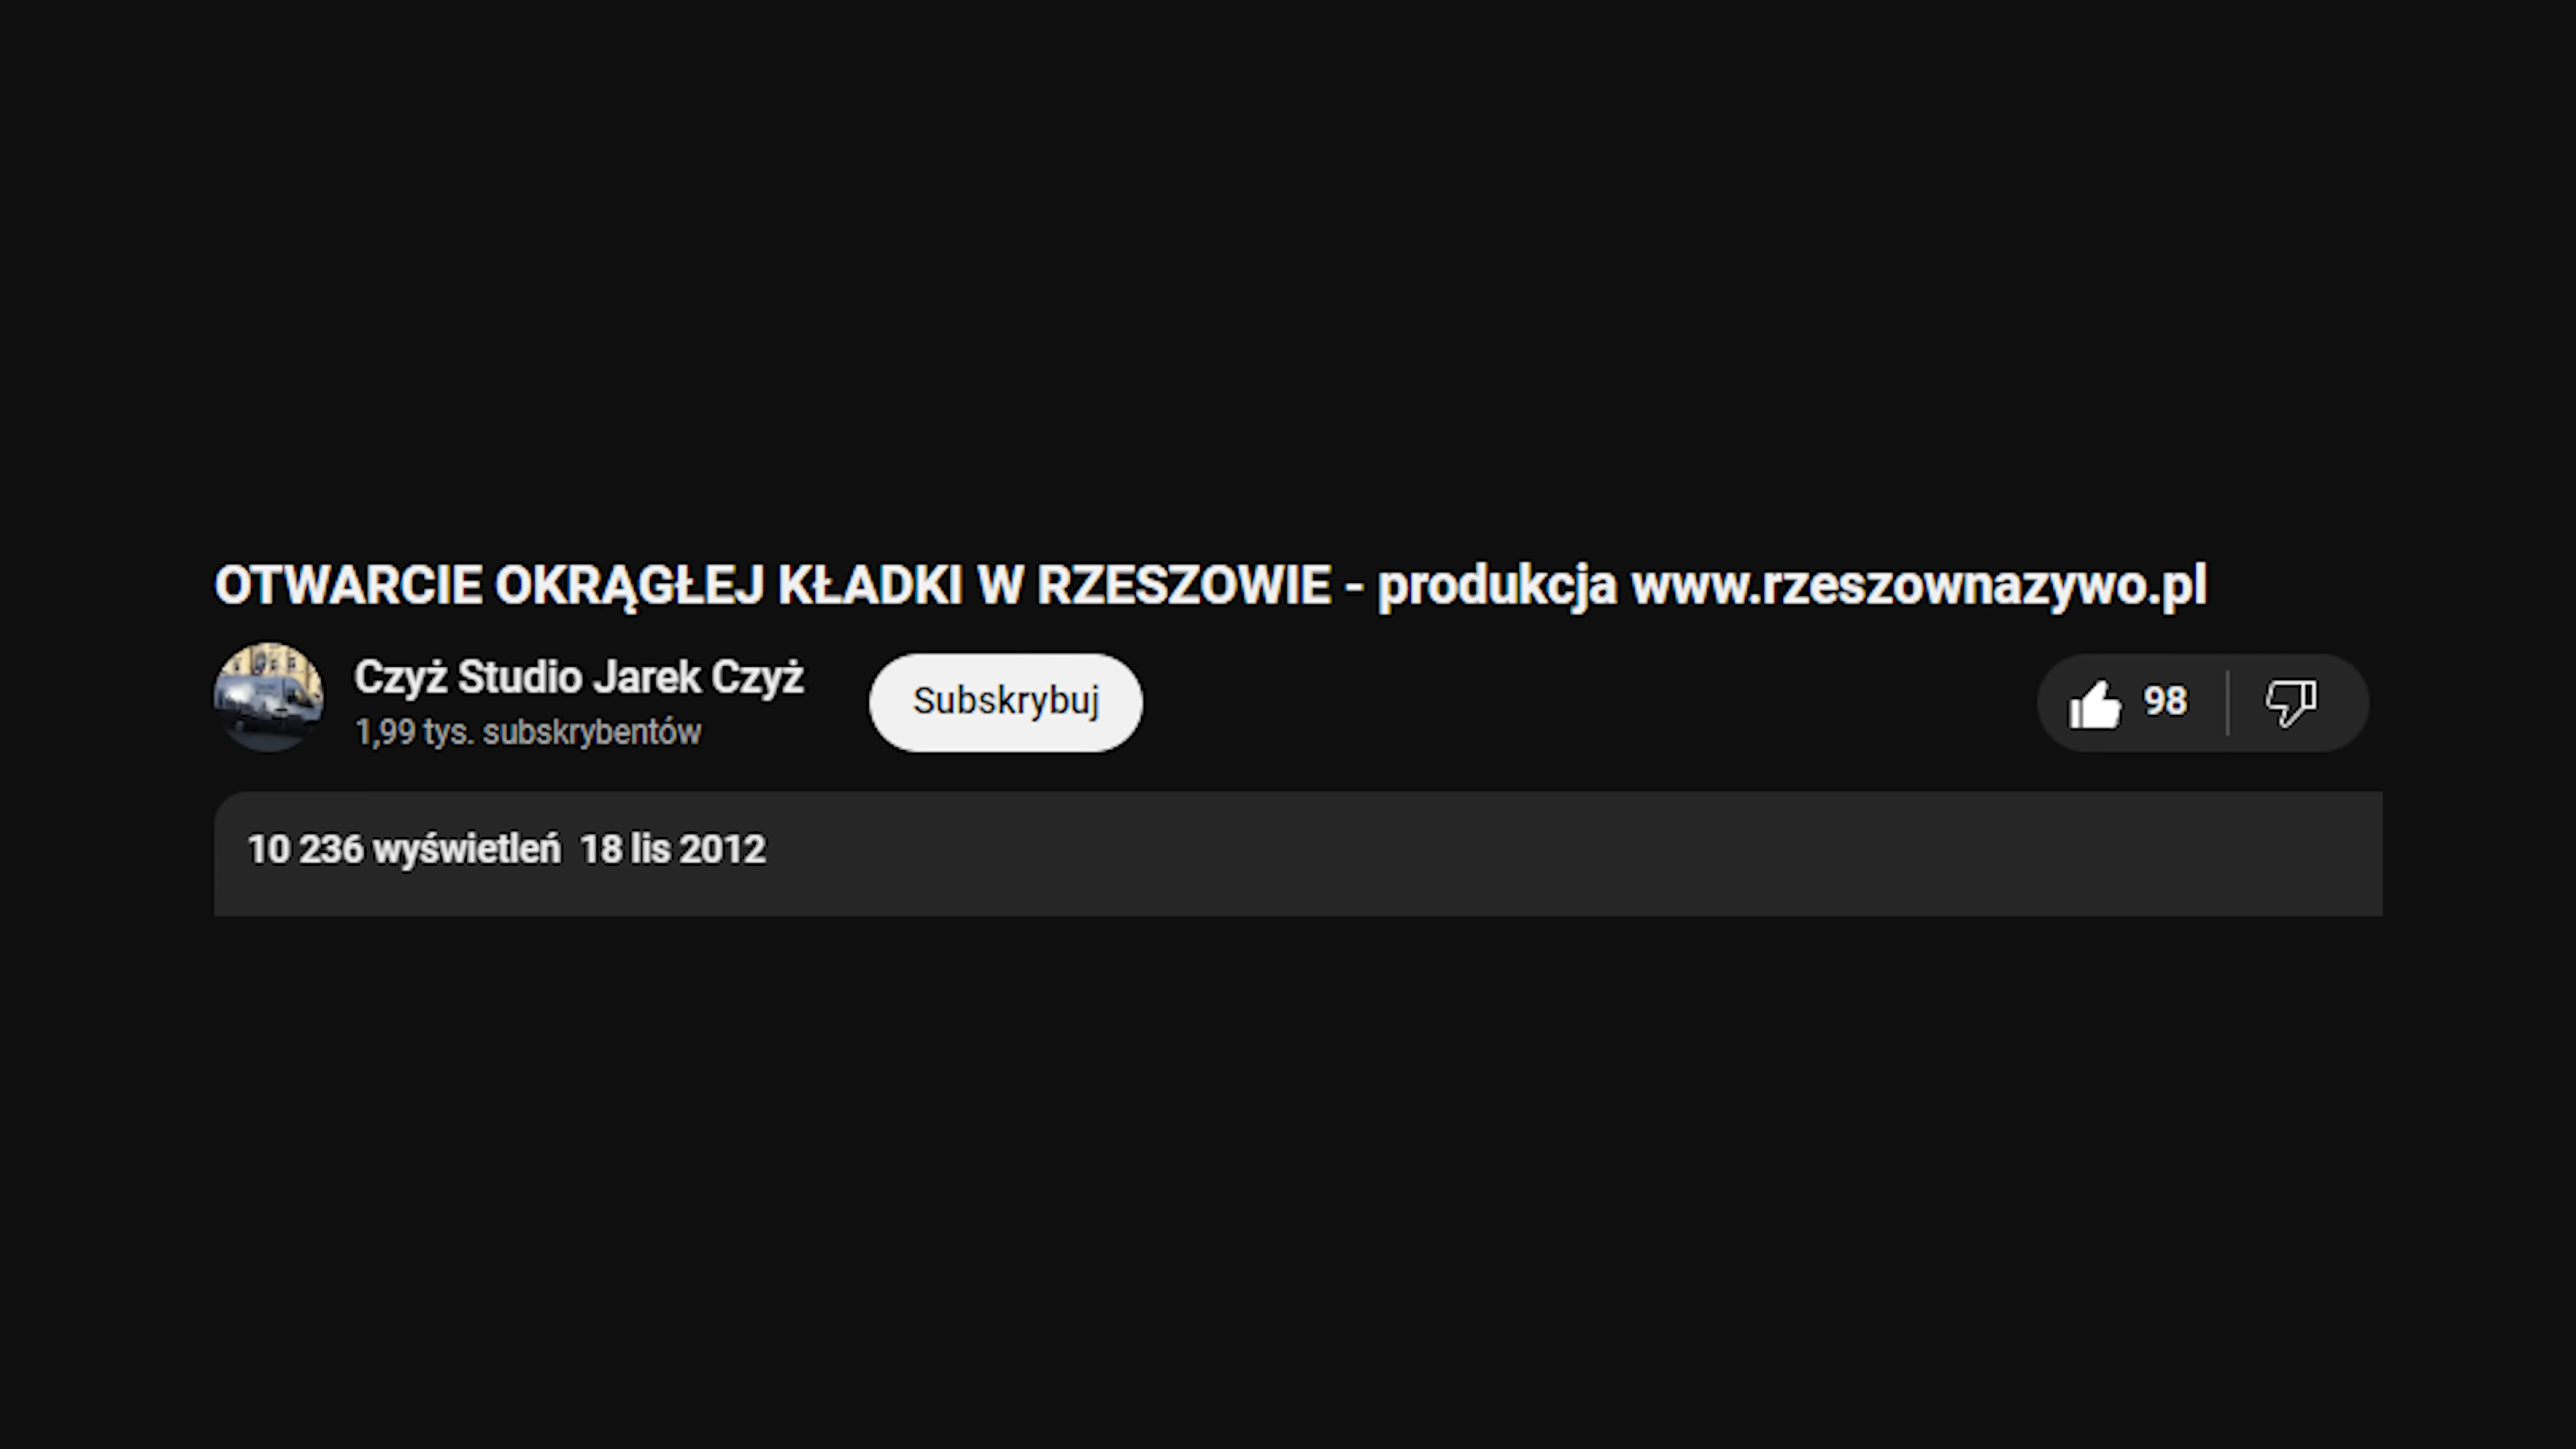 OTWARCIE OKRĄGŁEJ KŁADKI W RZESZOWIE - produkcja www.rzeszownazywo.pl
Czyż Studio Jarek Czyż
1,99 tys. subskrybentów
Subskrybuj
98
10 236 wyświetleń 18 lis 2012